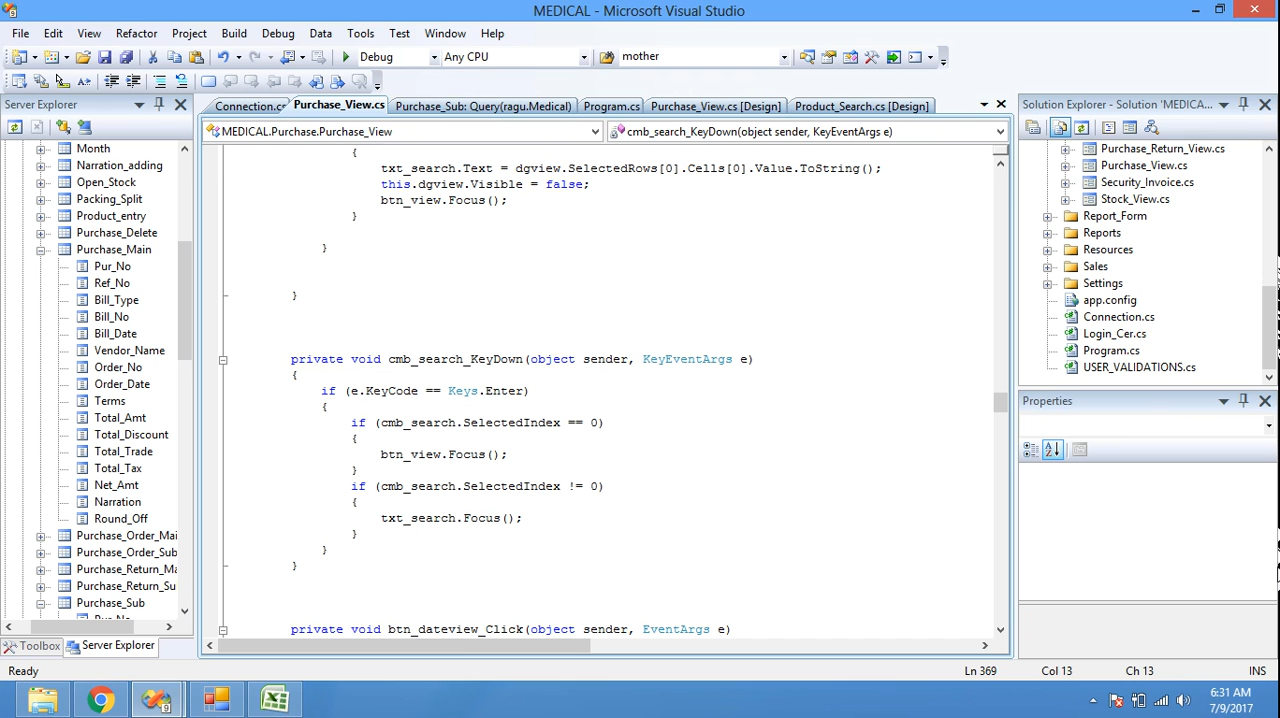 MEDICAL - Microsoft Visual Studio
File Edit View Refactor Project Build Debug Data Tools Test Window Help
Debug Any CPU mother
Server Explorer
Month
Narration_adding
Open_Stock
Packing_Split
Product_entry
Purchase_Delete
Purchase_Main
Pur_No
Ref_No
Bill_Type
Bill_No
Bill_Date
Vendor_Name
Order_No
Order_Date
Terms
Total_Amt
Total_Discount
Total_Trade
Total_Tax
Net_Amt
Narration
Round_Off
Purchase_Order_Mai
Purchase_Order_Sub
Purchase_Return_Ma
Purchase_Return_Su
Purchase_Sub
Toolbox Server Explorer
Connection.cs Purchase_View.cs Purchase_Sub: Query(ragu.Medical) Program.cs Purchase_View.cs [Design] Product_Search.cs [Design]
MEDICAL.Purchase.Purchase_View cmb_search_KeyDown(object sender, KeyEventArgs e)
{
txt_search.Text = dgview.SelectedRows[0].Cells[0].Value.ToString();
this.dgview.Visible = false;
btn_view.Focus();
}
}
}
private void cmb_search_KeyDown(object sender, KeyEventArgs e)
{
if (e.KeyCode == Keys.Enter)
{
if (cmb_search.SelectedIndex == 0)
{
btn_view.Focus();
}
if (cmb_search.SelectedIndex != 0)
{
txt_search.Focus();
}
}
}
private void btn_dateview_Click(object sender, EventArgs e)
Solution Explorer - Solution 'MEDICA...
Purchase_Return_View.cs
Purchase_View.cs
Security_Invoice.cs
Stock_View.cs
Report_Form
Reports
Resources
Sales
Settings
app.config
Connection.cs
Login_Cer.cs
Program.cs
USER_VALIDATIONS.cs
Properties
Ready Ln 369 Col 13 Ch 13 INS
6:31 AM
7/9/2017